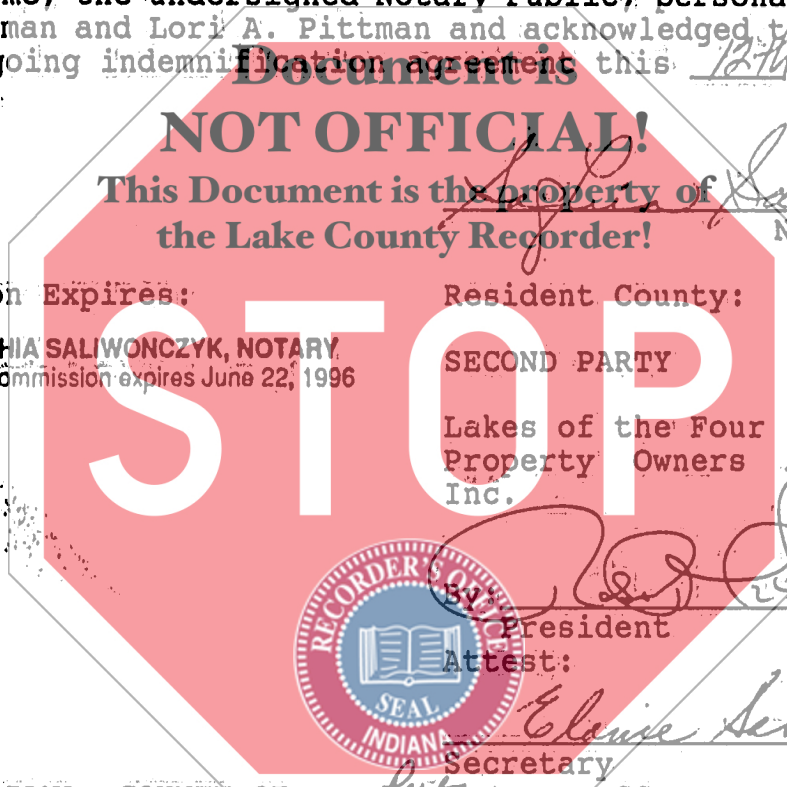 me, the undersigned Notary Public, persona
man and Lori A. Pittman and acknowledged t
going indemnification agreement this 12th
Document is
NOT OFFICIAL!
This Document is the property of
the Lake County Recorder!
n Expires:
Resident County:
HIA SALIWONCZYK, NOTARY
ommission expires June 22, 1996
SECOND PARTY
STOP
Lakes of the Four
Property Owners
Inc.
By:
President
Attest:
RECORDER'S OFFICE
SEAL
INDIANA
Elanie
Secretary